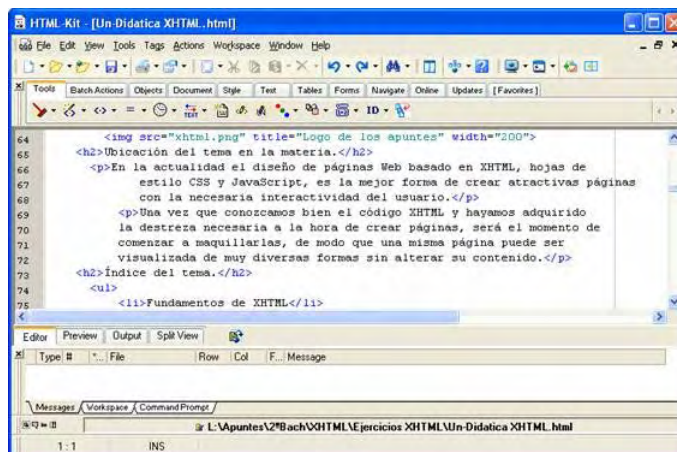 HTML-Kit - [Un-Didatica XHTML.html]
File Edit View Tools Tags Actions Workspace Window Help
Tools Batch Actions Objects Document Style Text Tables Forms Navigate Online Updates [Favorites]
TEXT ID
64 <img src="xhtml.png" title="Logo de los apuntes" width="200">
65 <h2>Ubicación del tema en la materia.</h2>
66 <p>En la actualidad el diseño de páginas Web basado en XHTML, hojas de
67 estilo CSS y JavaScript, es la mejor forma de crear atractivas páginas
68 con la necesaria interactividad del usuario.</p>
69 <p>Una vez que conozcamos bien el código XHTML y hayamos adquirido
70 la destreza necesaria a la hora de crear páginas, será el momento de
71 comenzar a maquillarlas, de modo que una misma página puede ser
72 visualizada de muy diversas formas sin alterar su contenido.</p>
73 <h2>Índice del tema.</h2>
74 <ul>
75 <li>Fundamentos de XHTML</li>
Editor Preview Output Split View
Type # "... File Row Col F... Message
Messages Workspace Command Prompt
L:\Apuntes\2ºBach\XHTML\Ejercicios XHTML\Un-Didatica XHTML.html
1:1 INS